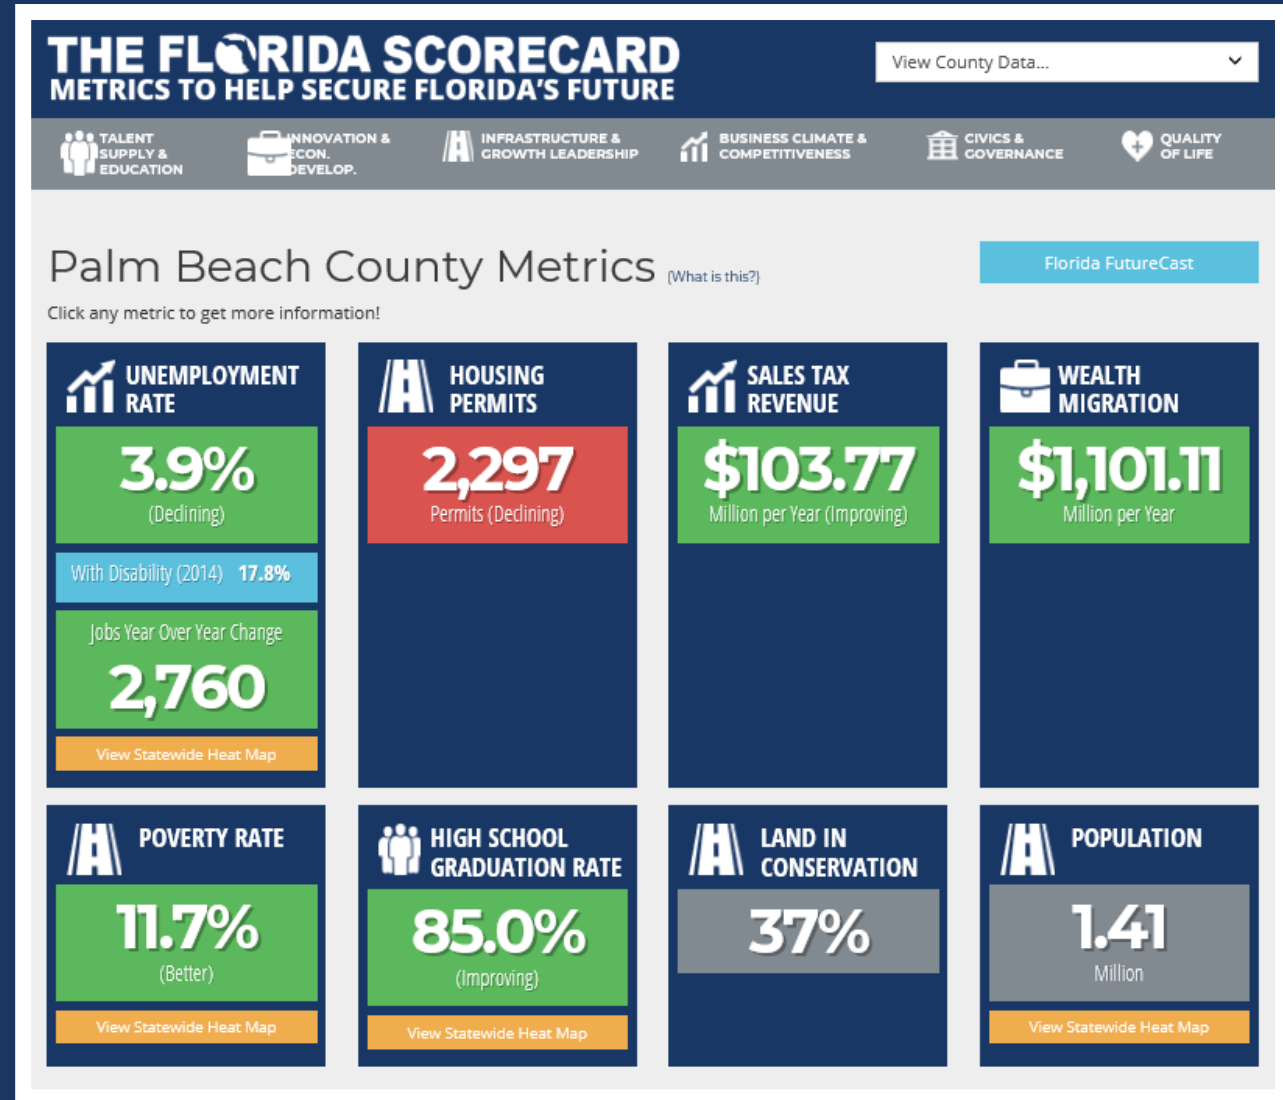 THE FLORIDA SCORECARD
METRICS TO HELP SECURE FLORIDA'S FUTURE
View County Data...
TALENT
SUPPLY &
EDUCATION
INNOVATION &
ECON.
DEVELOP.
INFRASTRUCTURE &
GROWTH LEADERSHIP
BUSINESS CLIMATE &
COMPETITIVENESS
CIVICS &
GOVERNANCE
QUALITY
OF LIFE
Palm Beach County Metrics (What is this?)
Florida FutureCast
Click any metric to get more information!
UNEMPLOYMENT
RATE
3.9%
(Declining)
With Disability (2014) 17.8%
Jobs Year Over Year Change
2,760
View Statewide Heat Map
HOUSING
PERMITS
2,297
Permits (Declining)
SALES TAX
REVENUE
$103.77
Million per Year (Improving)
WEALTH
MIGRATION
$1,101.11
Million per Year
POVERTY RATE
11.7%
(Better)
View Statewide Heat Map
HIGH SCHOOL
GRADUATION RATE
85.0%
(Improving)
View Statewide Heat Map
LAND IN
CONSERVATION
37%
POPULATION
1.41
Million
View Statewide Heat Map